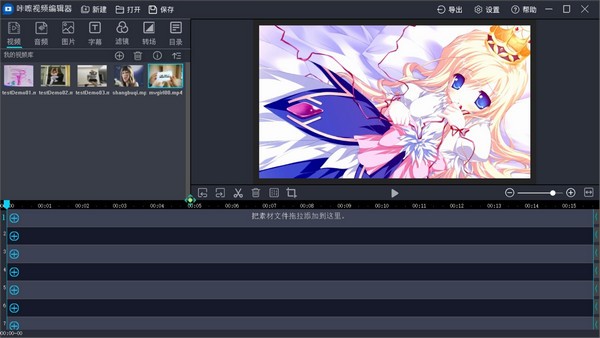 咔嚓视频编辑器 新建 打开 保存 导出 设置 帮助
视频 音频 图片 字幕 滤镜 转场 目录
我的视频库
testDemo01.m testDemo02.m testDemo03.m shangbuqi.mp mvgirl08.mp4
00:00 00:01 00:02 00:03 00:04 00:05 00:06 00:07 00:08 00:09 00:10 00:11 00:12 00:13 00:14 00:15
1 把素材文件拖拉添加到这里。
2
3
4
5
6
7
00:00-00